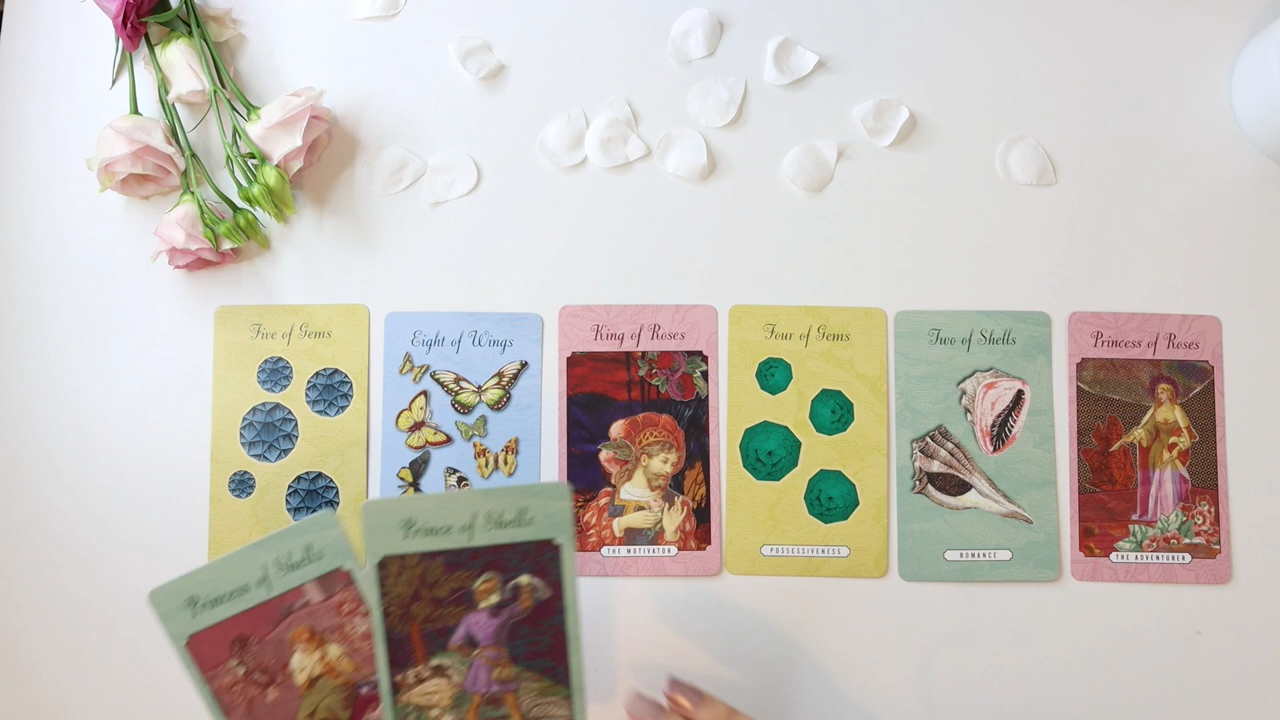 Five of Gems
Eight of Wings
King of Roses
THE MOTIVATOR
Four of Gems
POSSESSIVENESS
Two of Shells
ROMANCE
Princess of Roses
THE ADVENTURER
Princess of Shells
Prince of Shells